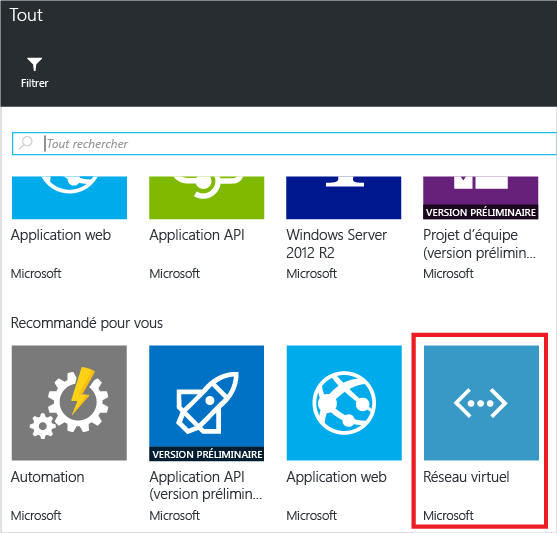 Tout
Filtrer
Tout rechercher
VERSION PRÉLIMINAIRE
Application web
Application API
Windows Server
2012 R2
Projet d'équipe
(version prélimin...
Microsoft
Microsoft
Microsoft
Microsoft
Recommandé pour vous
VERSION PRÉLIMINAIRE
Automation
Application API
(version prélimin...
Application web
Réseau virtuel
Microsoft
Microsoft
Microsoft
Microsoft